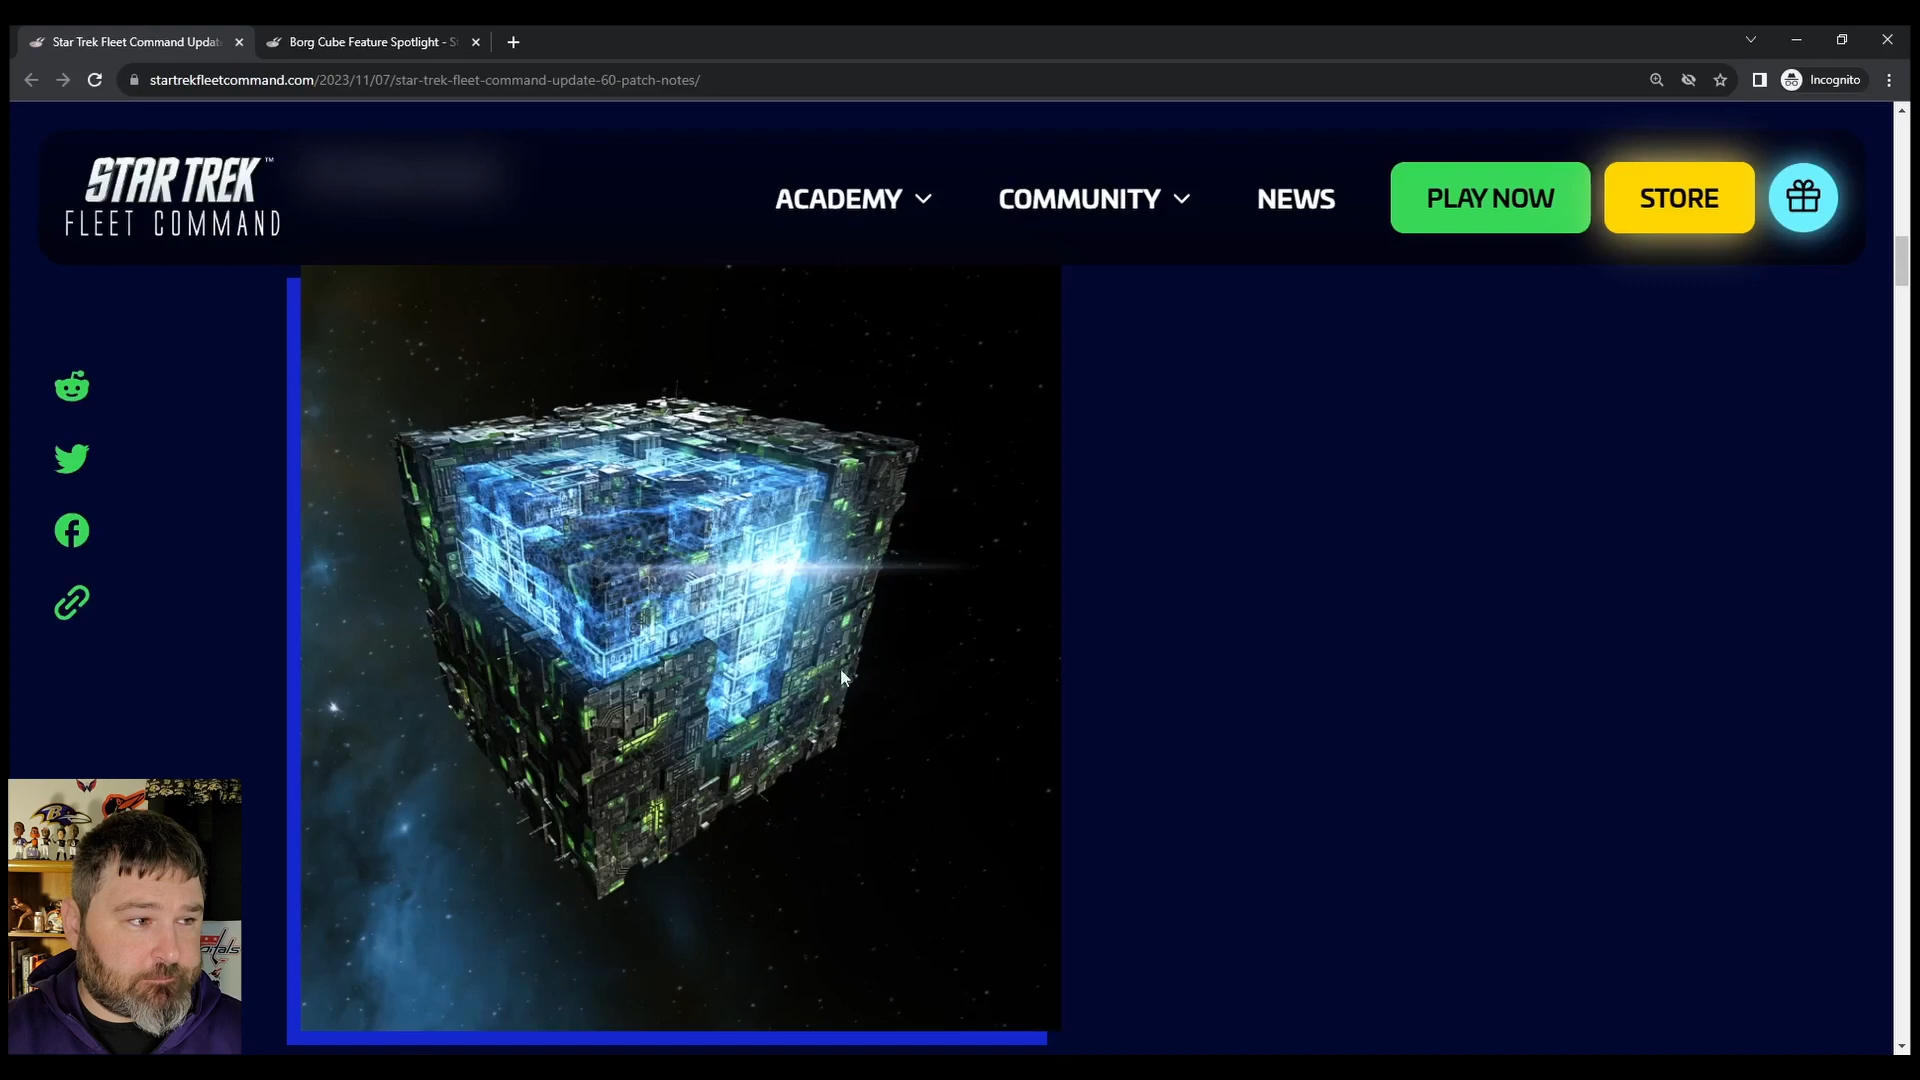 Star Trek Fleet Command Updat
Borg Cube Feature Spotlight - S
startrekfleetcommand.com/2023/11/07/star-trek-fleet-command-update-60-patch-notes/
Incognito
STAR TREK™
FLEET COMMAND
ACADEMY
COMMUNITY
NEWS
PLAY NOW
STORE